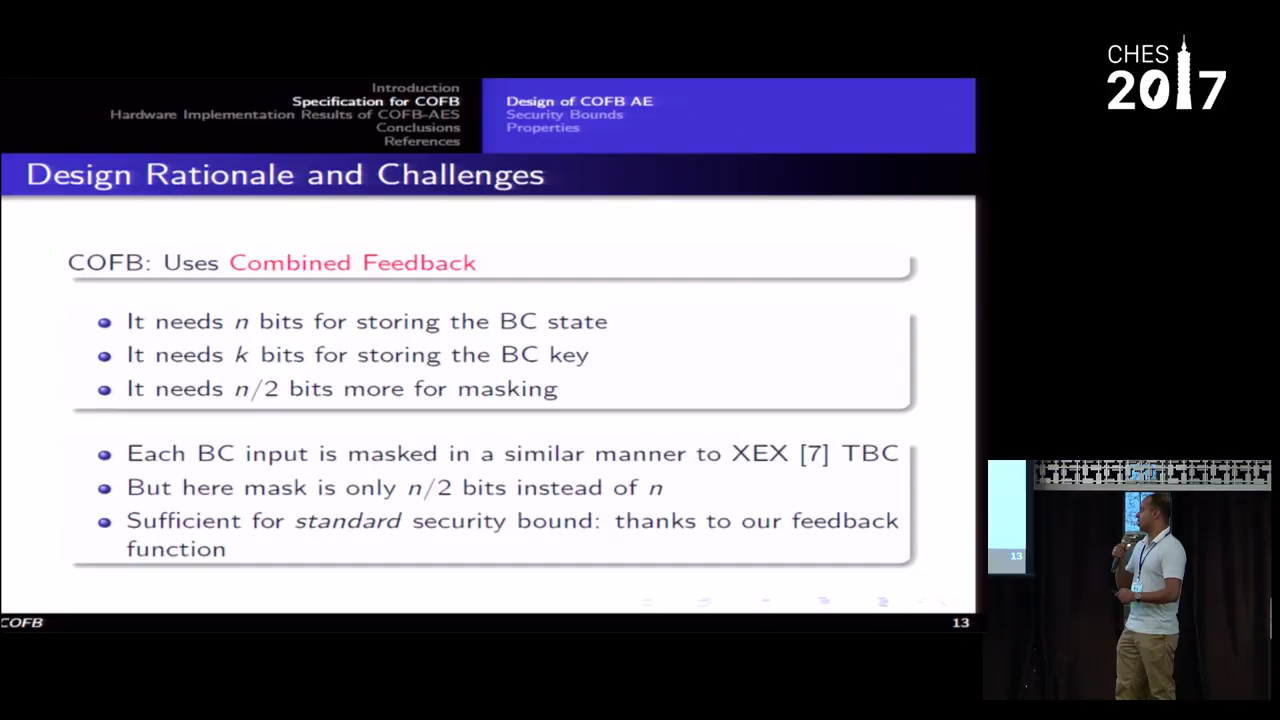 CHES
2017
Introduction
Specification for COFB
Hardware Implementation Results of COFB-AES
Conclusions
References
Design of COFB AE
Security Bounds
Properties
Design Rationale and Challenges
COFB: Uses Combined Feedback
It needs n bits for storing the BC state
It needs k bits for storing the BC key
It needs n/2 bits more for masking
Each BC input is masked in a similar manner to XEX [7] TBC
But here mask is only n/2 bits instead of n
Sufficient for standard security bound: thanks to our feedback
function
COFB
13
13